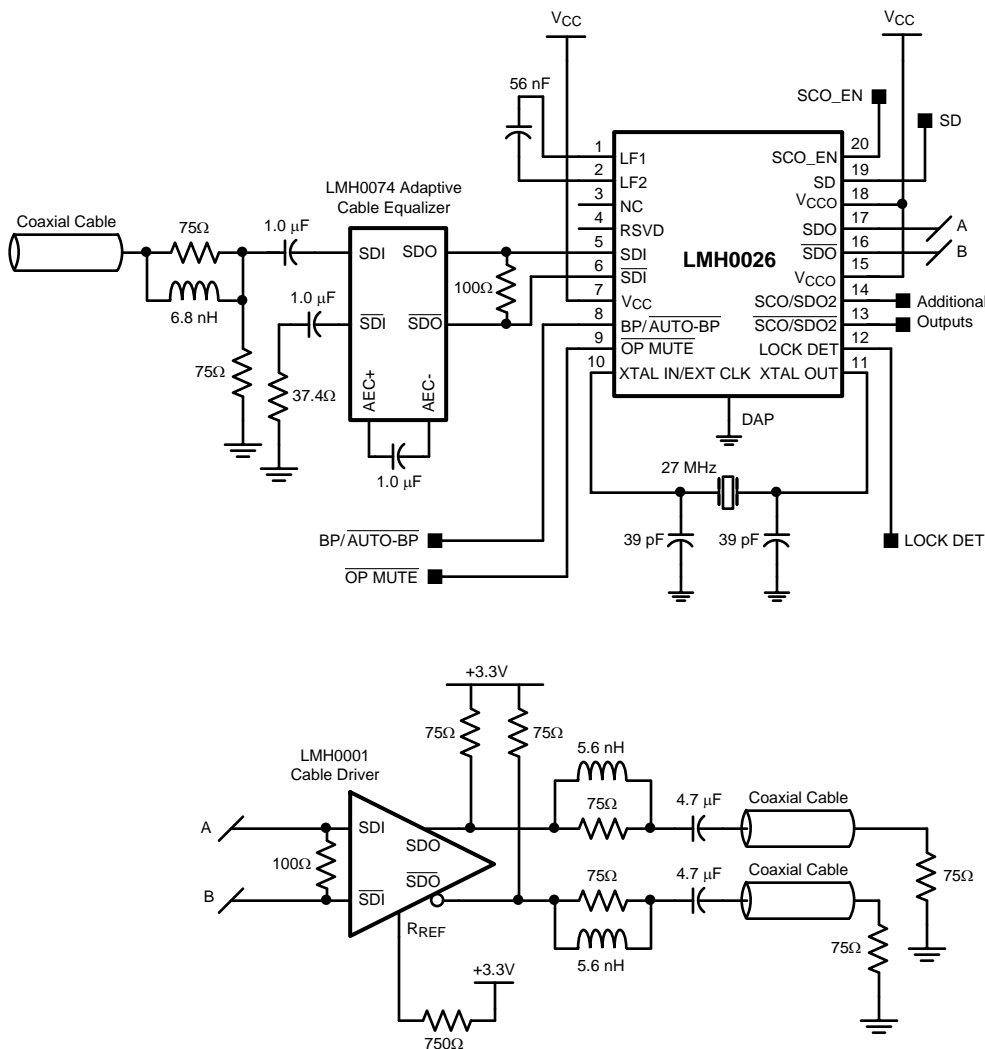 VCC
VCC
56 nF
SCO_EN
SD
1
2
3
4
5
6
7
8
9
10
LF1
LF2
NC
RSVD
SDI
SDI
VCC
BP/AUTO-BP
OP MUTE
XTAL IN/EXT CLK
LMH0026
DAP
20
19
18
17
16
15
14
13
12
11
SCO_EN
SD
VCCO
SDO
SDO
VCCO
SCO/SDO2
SCO/SDO2
LOCK DET
XTAL OUT
A
B
Additional
Outputs
LMH0074 Adaptive
Cable Equalizer
Coaxial Cable
75Ω
6.8 nH
75Ω
1.0 μF
1.0 μF
37.4Ω
SDI
SDO
SDI
SDO
AEC+
AEC-
1.0 μF
100Ω
27 MHz
39 pF
39 pF
BP/AUTO-BP
OP MUTE
LOCK DET
+3.3V
75Ω
75Ω
LMH0001
Cable Driver
A
B
100Ω
SDI
SDI
SDO
SDO
RREF
+3.3V
750Ω
5.6 nH
75Ω
4.7 μF
Coaxial Cable
75Ω
75Ω
5.6 nH
4.7 μF
Coaxial Cable
75Ω